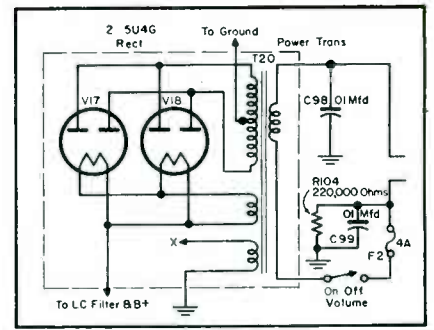 2 5U4G
Rect
To Ground
Power Trans
T20
V17
V18
C98
.01 Mfd
R104
220,000 Ohms
.01 Mfd
C99
4A
F2
X
On Off
Volume
To LC Filter & B+